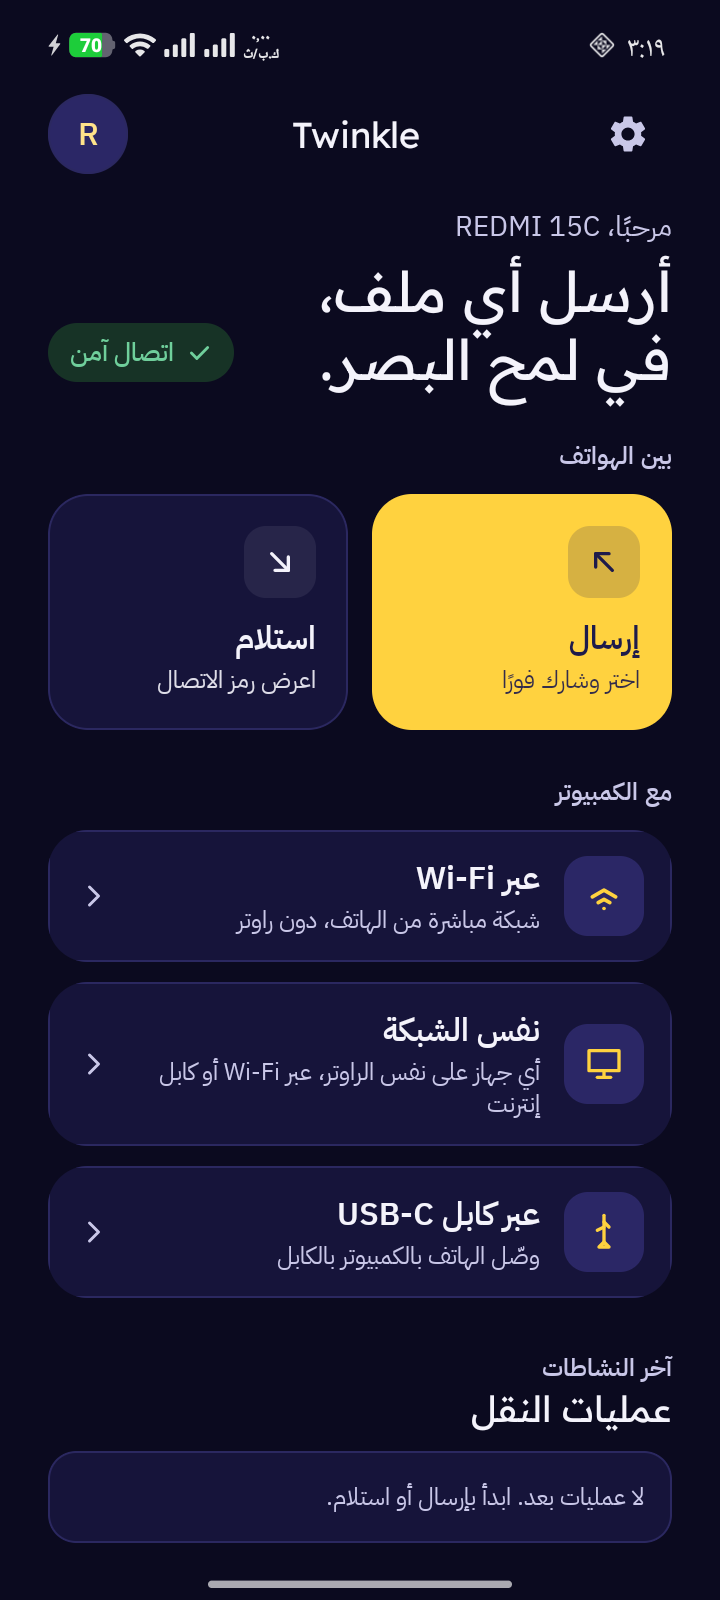 ٣:١٩
٠,٠٠
ك.ب/ث
70
Twinkle
R
مرحبًا، REDMI 15C
أرسل أي ملف،
في لمح البصر.
اتصال آمن
بين الهواتف
إرسال
اختر وشارك فورًا
استلام
اعرض رمز الاتصال
مع الكمبيوتر
عبر Wi-Fi
شبكة مباشرة من الهاتف، دون راوتر
نفس الشبكة
أي جهاز على نفس الراوتر، عبر Wi-Fi أو كابل
إنترنت
عبر كابل USB-C
وصّل الهاتف بالكمبيوتر بالكابل
آخر النشاطات
عمليات النقل
لا عمليات بعد. ابدأ بإرسال أو استلام.